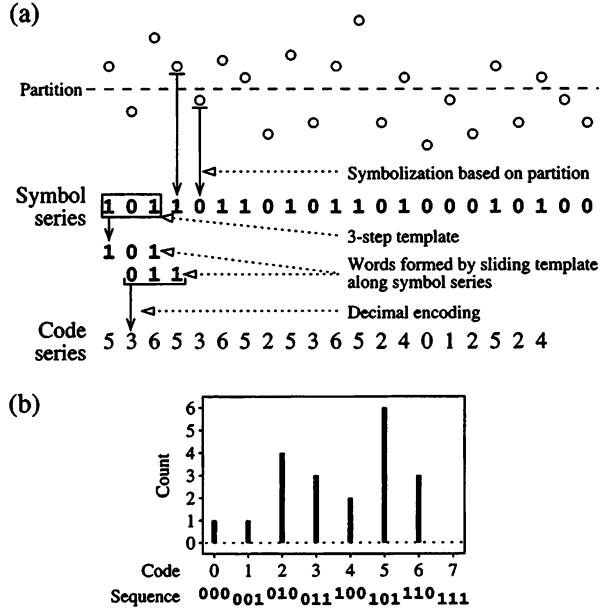 (a)
Partition
Symbolization based on partition
Symbol series 1 0 1 1 0 1 1 0 1 0 1 1 0 1 0 0 0 1 0 1 0 0
3-step template
1 0 1
Words formed by sliding template
0 1 1
along symbol series
Decimal encoding
Code series 5 3 6 5 3 6 5 2 5 3 6 5 2 4 0 1 2 5 2 4
(b)
6
5
4
3
2
1
0
Count
Code 0 1 2 3 4 5 6 7
Sequence 000 001 010 011 100 101 110 111